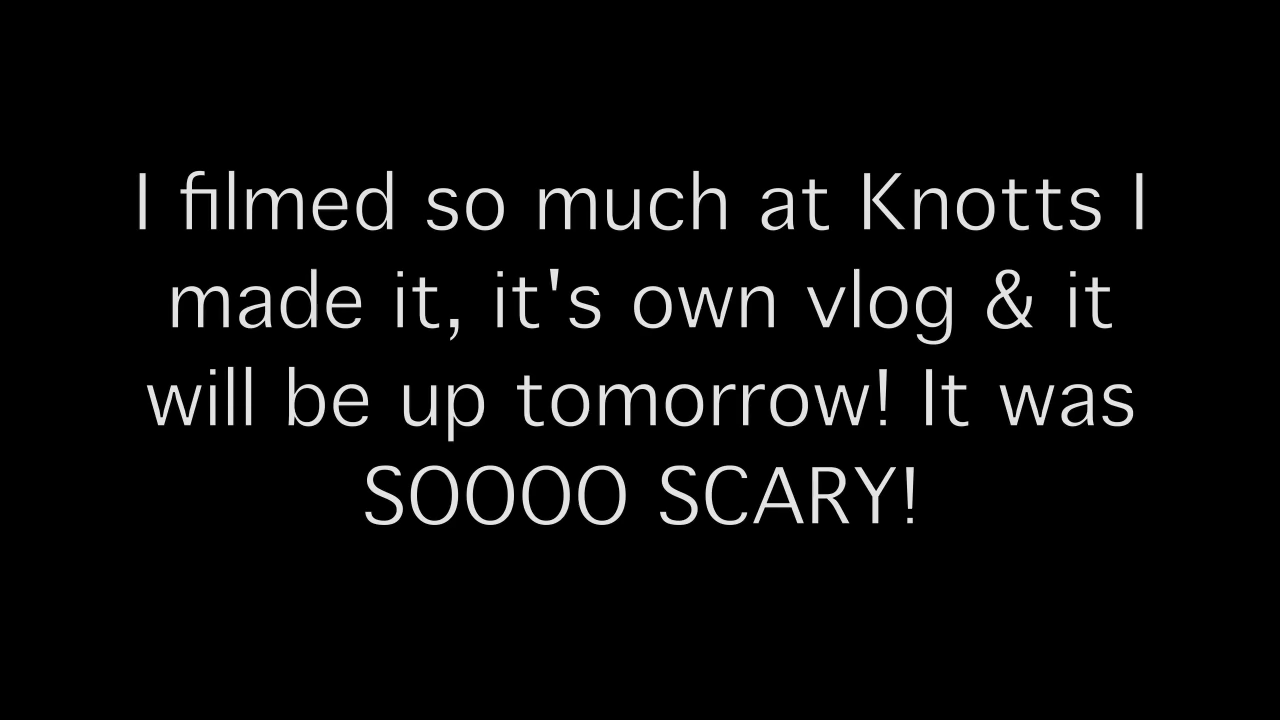 I filmed so much at Knotts I
made it, it's own vlog & it
will be up tomorrow! It was
SOOOO SCARY!